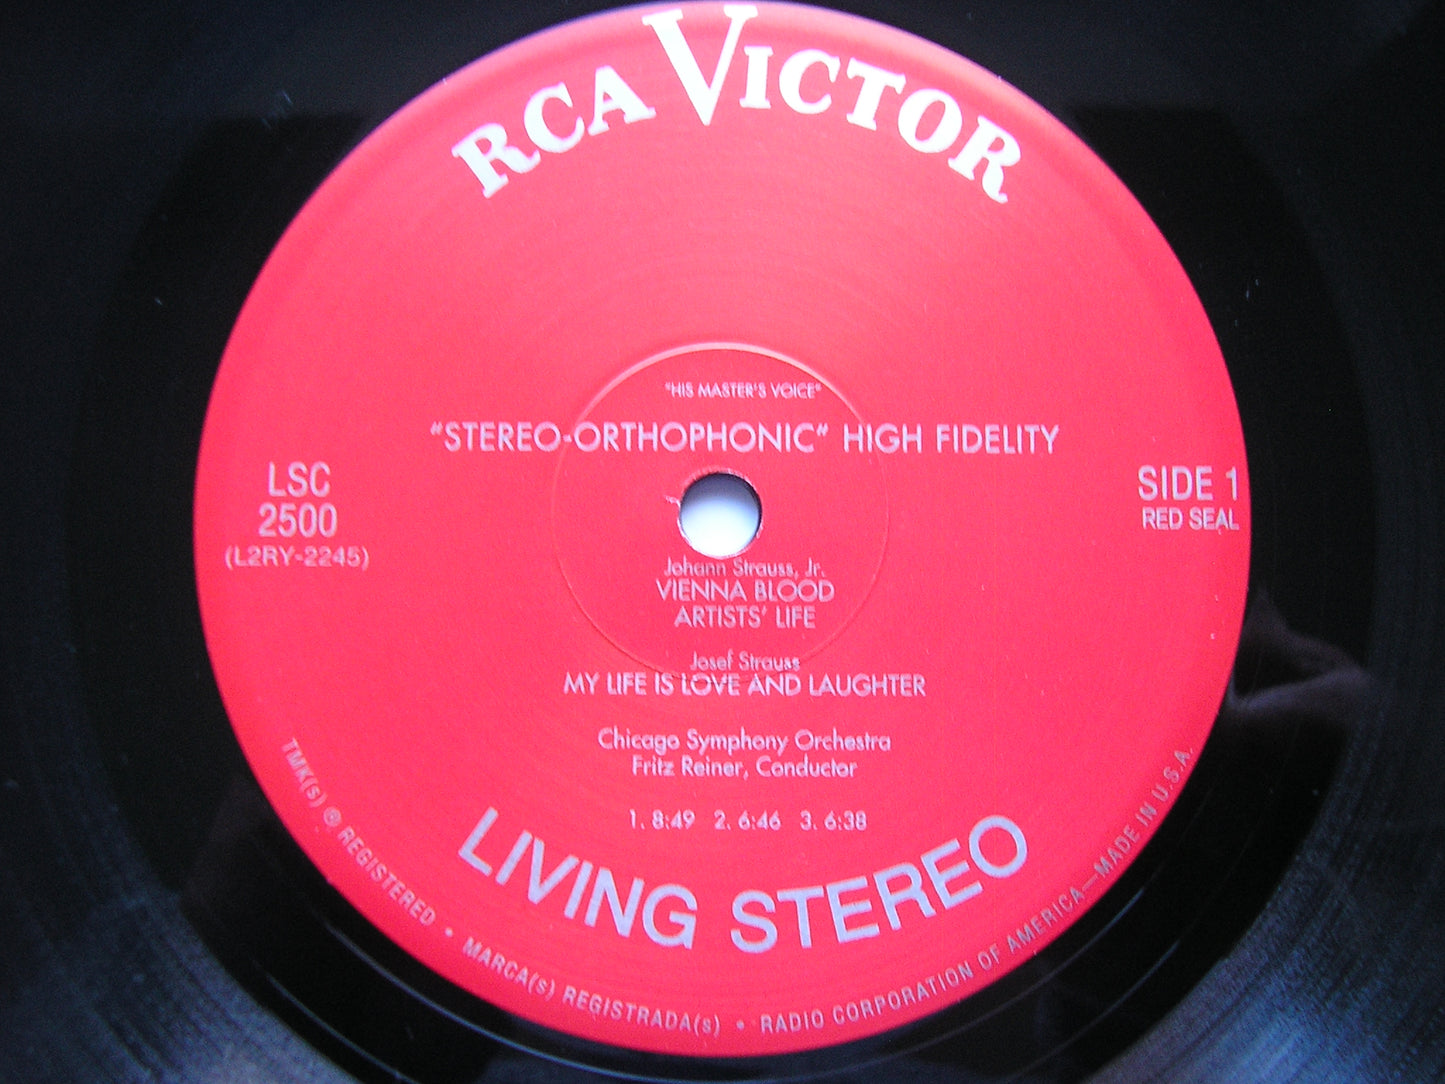 RCA VICTOR
"HIS MASTER'S VOICE"
"STEREO-ORTHOPHONIC" HIGH FIDELITY
LSC
2500
(L2RY-2245)
SIDE 1
RED SEAL
Johann Strauss, Jr.
VIENNA BLOOD
ARTISTS' LIFE
Josef Strauss
MY LIFE IS LOVE AND LAUGHTER
Chicago Symphony Orchestra
Fritz Reiner, Conductor
1. 8:49 2. 6:46 3. 6:38
LIVING STEREO
TMK(s) ® REGISTERED • MARCA(s) REGISTRADA(s) • RADIO CORPORATION OF AMERICA—MADE IN U.S.A.